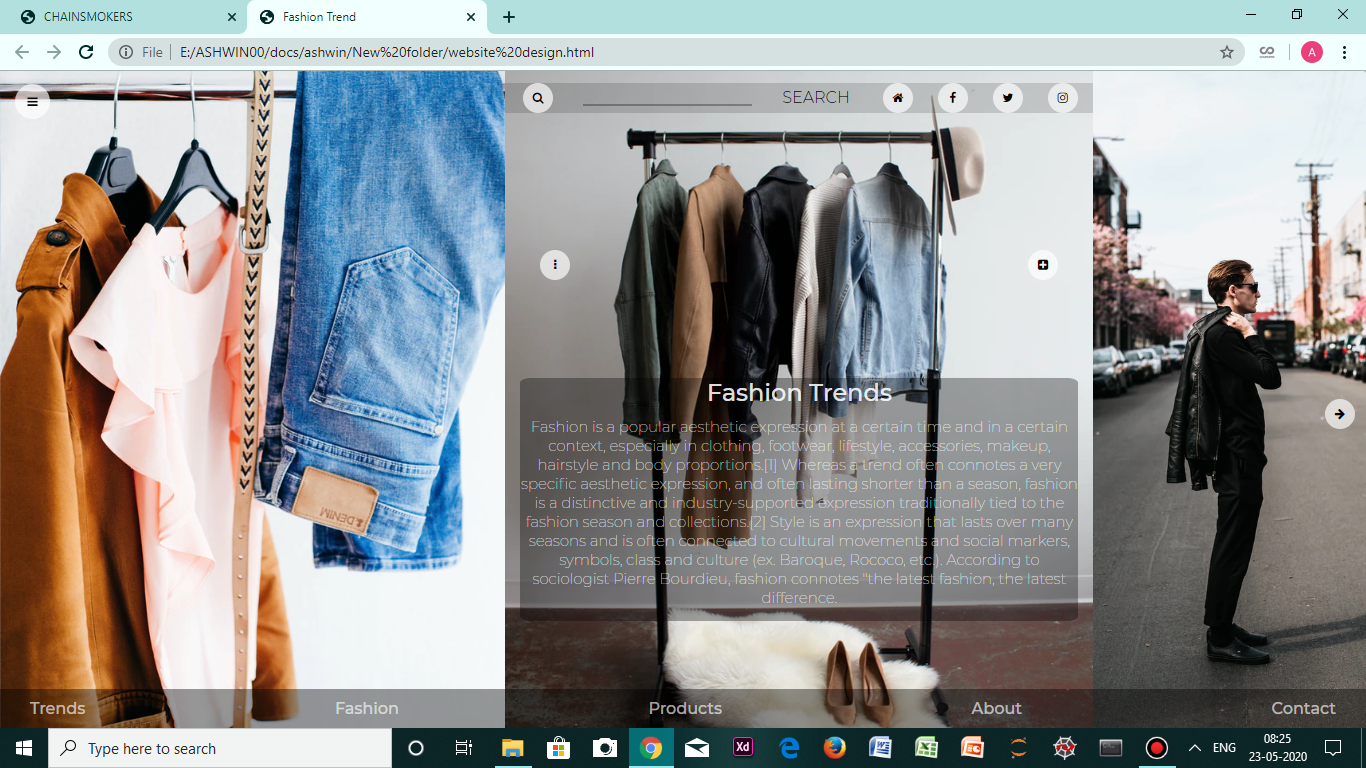 CHAINSMOKERS
Fashion Trend
File
E:/ASHWIN00/docs/ashwin/New%20folder/website%20design.html
A
SEARCH
DENIM
Fashion Trends
Fashion is a popular aesthetic expression at a certain time and in a certain
context, especially in clothing, footwear, lifestyle, accessories, makeup,
hairstyle and body proportions.[1] Whereas a trend often connotes a very
specific aesthetic expression, and often lasting shorter than a season, fashion
is a distinctive and industry-supported expression traditionally tied to the
fashion season and collections.[2] Style is an expression that lasts over many
seasons and is often connected to cultural movements and social markers,
symbols, class and culture (ex. Baroque, Rococo, etc.). According to
sociologist Pierre Bourdieu, fashion connotes "the latest fashion, the latest
difference.
Trends Fashion Products About Contact
Type here to search
Xd
ENG
08:25
23-05-2020